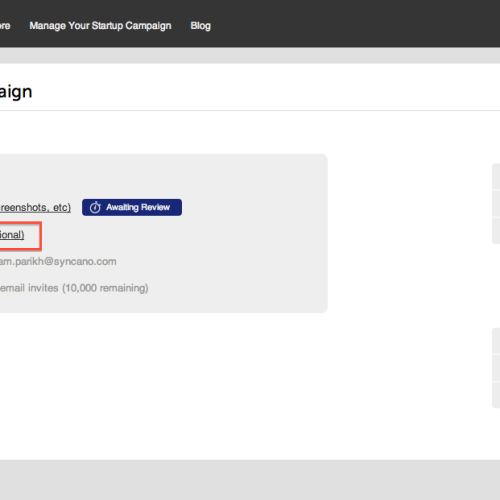 ore Manage Your Startup Campaign Blog
aign
reenshots, etc) Awaiting Review
ional)
am.parikh@syncano.com
email invites (10,000 remaining)